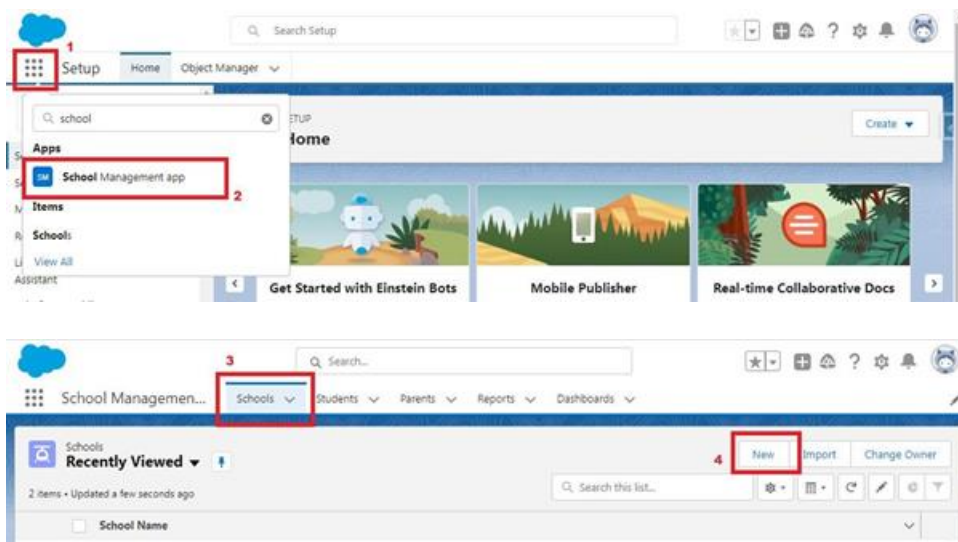 Search Setup
1
Setup Home Object Manager
school
SETUP
Home
Create
Apps
SM School Management app
2
Items
Schools
View All
Assistant
Get Started with Einstein Bots
Mobile Publisher
Real-time Collaborative Docs
3
Search...
School Managemen... Schools Students Parents Reports Dashboards
Schools
Recently Viewed
4
New Import Change Owner
2 items • Updated a few seconds ago
Search this list...
School Name